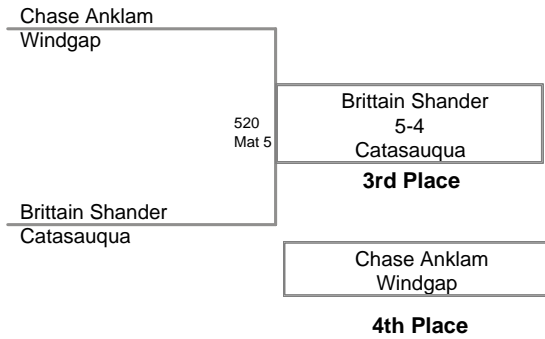 Chase Anklam
Windgap
Brittain Shander
5-4
Catasauqua
520
Mat 5
3rd Place
Brittain Shander
Catasauqua
Chase Anklam
Windgap
4th Place